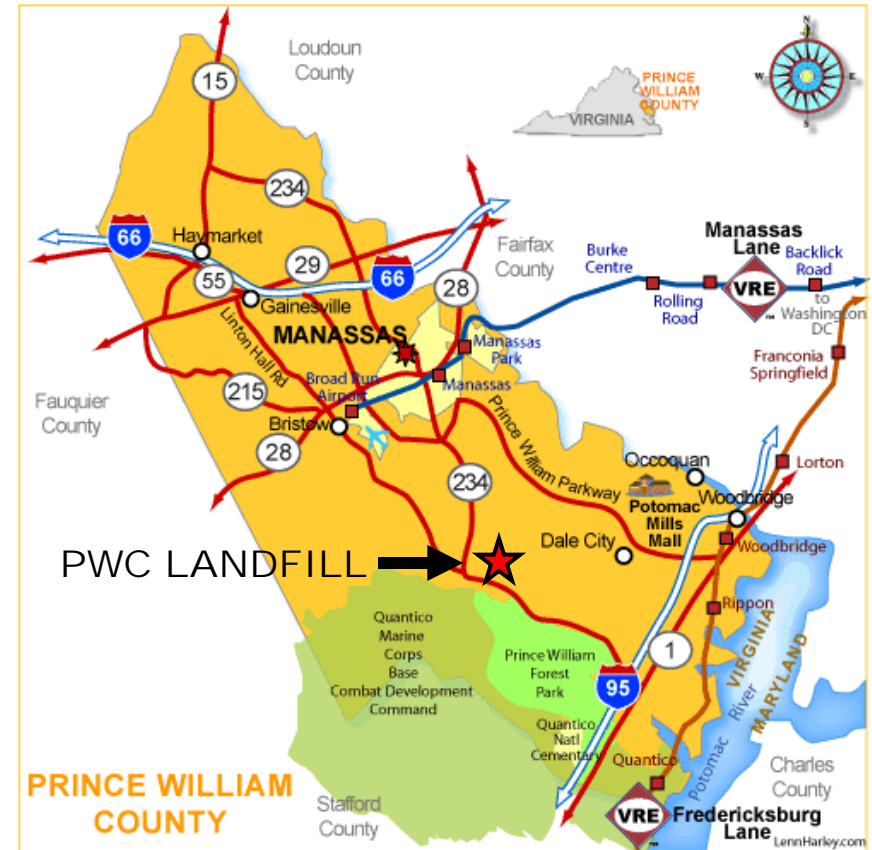 Loudoun
County
N
W
E
S
PRINCE
WILLIAM
COUNTY
VIRGINIA
15
234
66
Haymarket
55
29
66
Gainesville
28
Fairfax
County
Burke
Centre
Manassas
Lane
Backlick
Road
VRE
Rolling
Road
to
Washington
DC
Franconia
Springfield
MANASSAS
Linton Hall Rd
Manassas
Park
Manassas
Broad Run
Airport
215
Fauquier
County
Bristow
28
Prince William Parkway
234
Occoquan
Lorton
Potomac
Mills
Mall
Woodbridge
Dale City
Woodbridge
PWC LANDFILL
Rippon
Quantico
Marine
Corps
Base
Combat Development
Command
Prince William
Forest
Park
1
95
VIRGINIA
MARYLAND
Potomac River
Quantico
Natl
Cementary
Quantico
Charles
County
PRINCE WILLIAM
COUNTY
Stafford
County
VRE
Fredericksburg
Lane
LennHarley.com